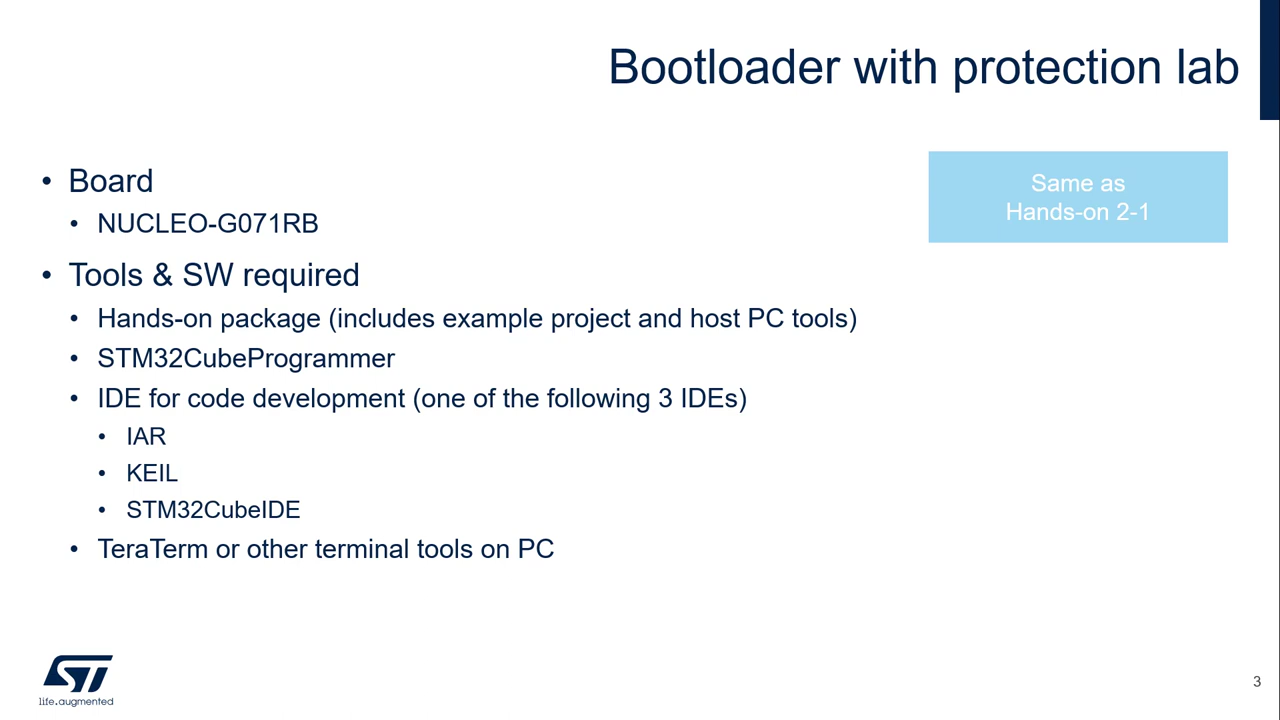 Bootloader with protection lab
• Board
• NUCLEO-G071RB
Same as
Hands-on 2-1
• Tools & SW required
• Hands-on package (includes example project and host PC tools)
• STM32CubeProgrammer
• IDE for code development (one of the following 3 IDEs)
• IAR
• KEIL
• STM32CubeIDE
• TeraTerm or other terminal tools on PC
ST
life.augmented
3